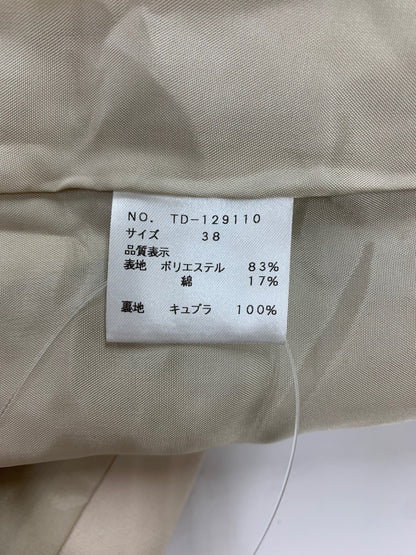 NO. TD-129110
サイズ 38
品質表示
表地 ポリエステル 83%
綿 17%
裏地 キュプラ 100%